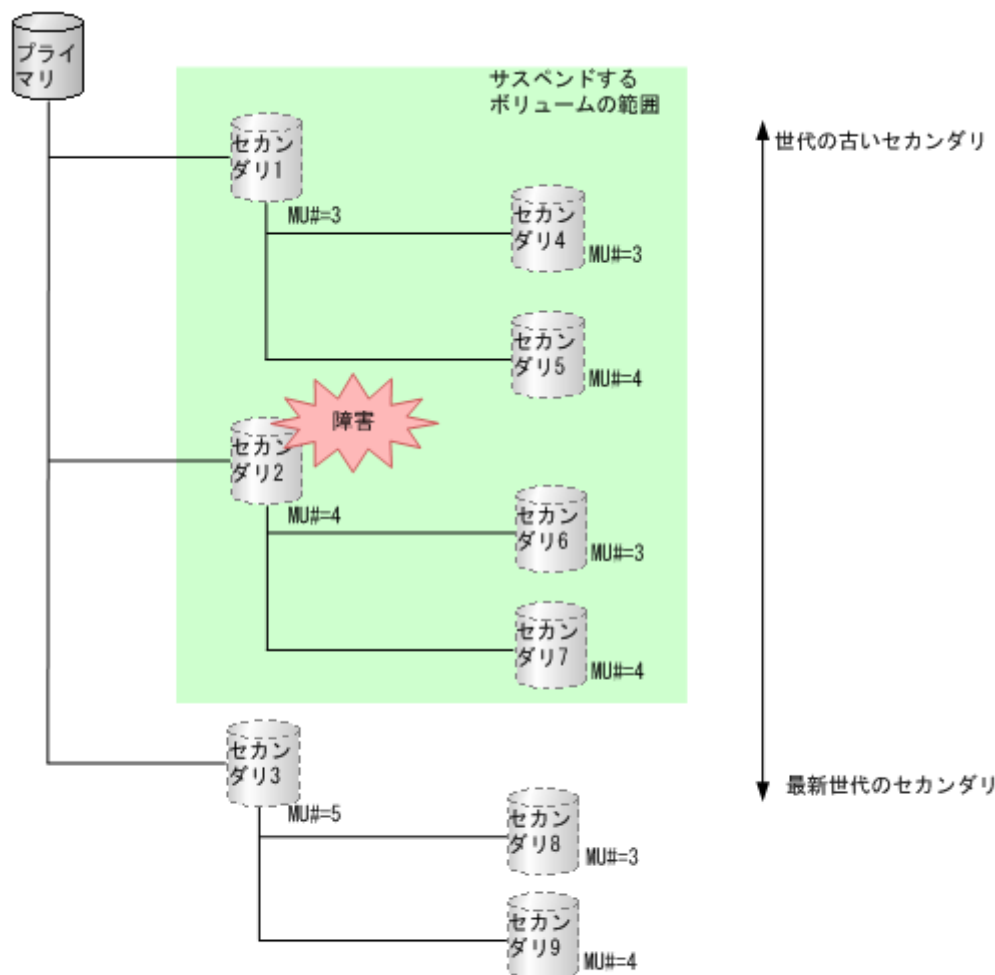 プライ
マリ
サスペンドする
ボリュームの範囲
セカン
ダリ1
MU#=3
世代の古いセカンダリ
セカン
ダリ4
MU#=3
セカン
ダリ5
MU#=4
障害
セカン
ダリ2
MU#=4
セカン
ダリ6
MU#=3
セカン
ダリ7
MU#=4
セカン
ダリ3
MU#=5
最新世代のセカンダリ
セカン
ダリ8
MU#=3
セカン
ダリ9
MU#=4